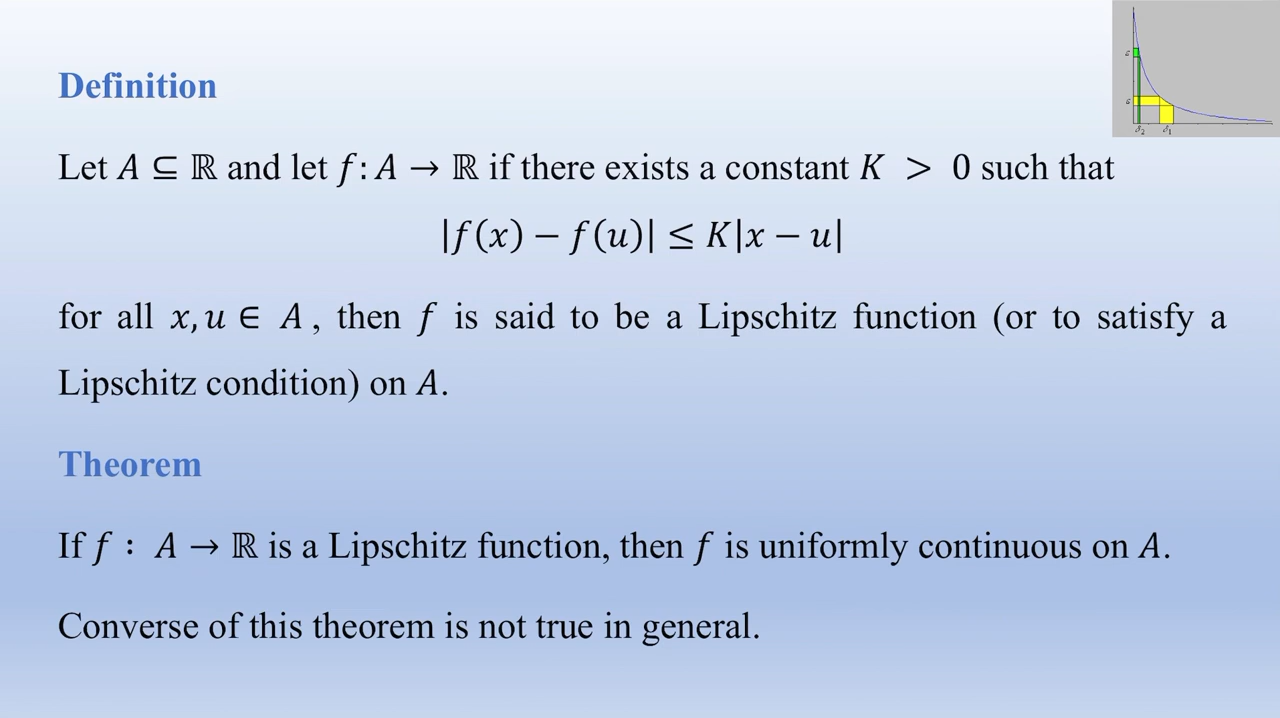 Definition
Let A ⊆ ℝ and let f: A → ℝ if there exists a constant K > 0 such that
|f(x) − f(u)| ≤ K|x − u|
for all x, u ∈ A , then f is said to be a Lipschitz function (or to satisfy a
Lipschitz condition) on A.
Theorem
If f : A → ℝ is a Lipschitz function, then f is uniformly continuous on A.
Converse of this theorem is not true in general.